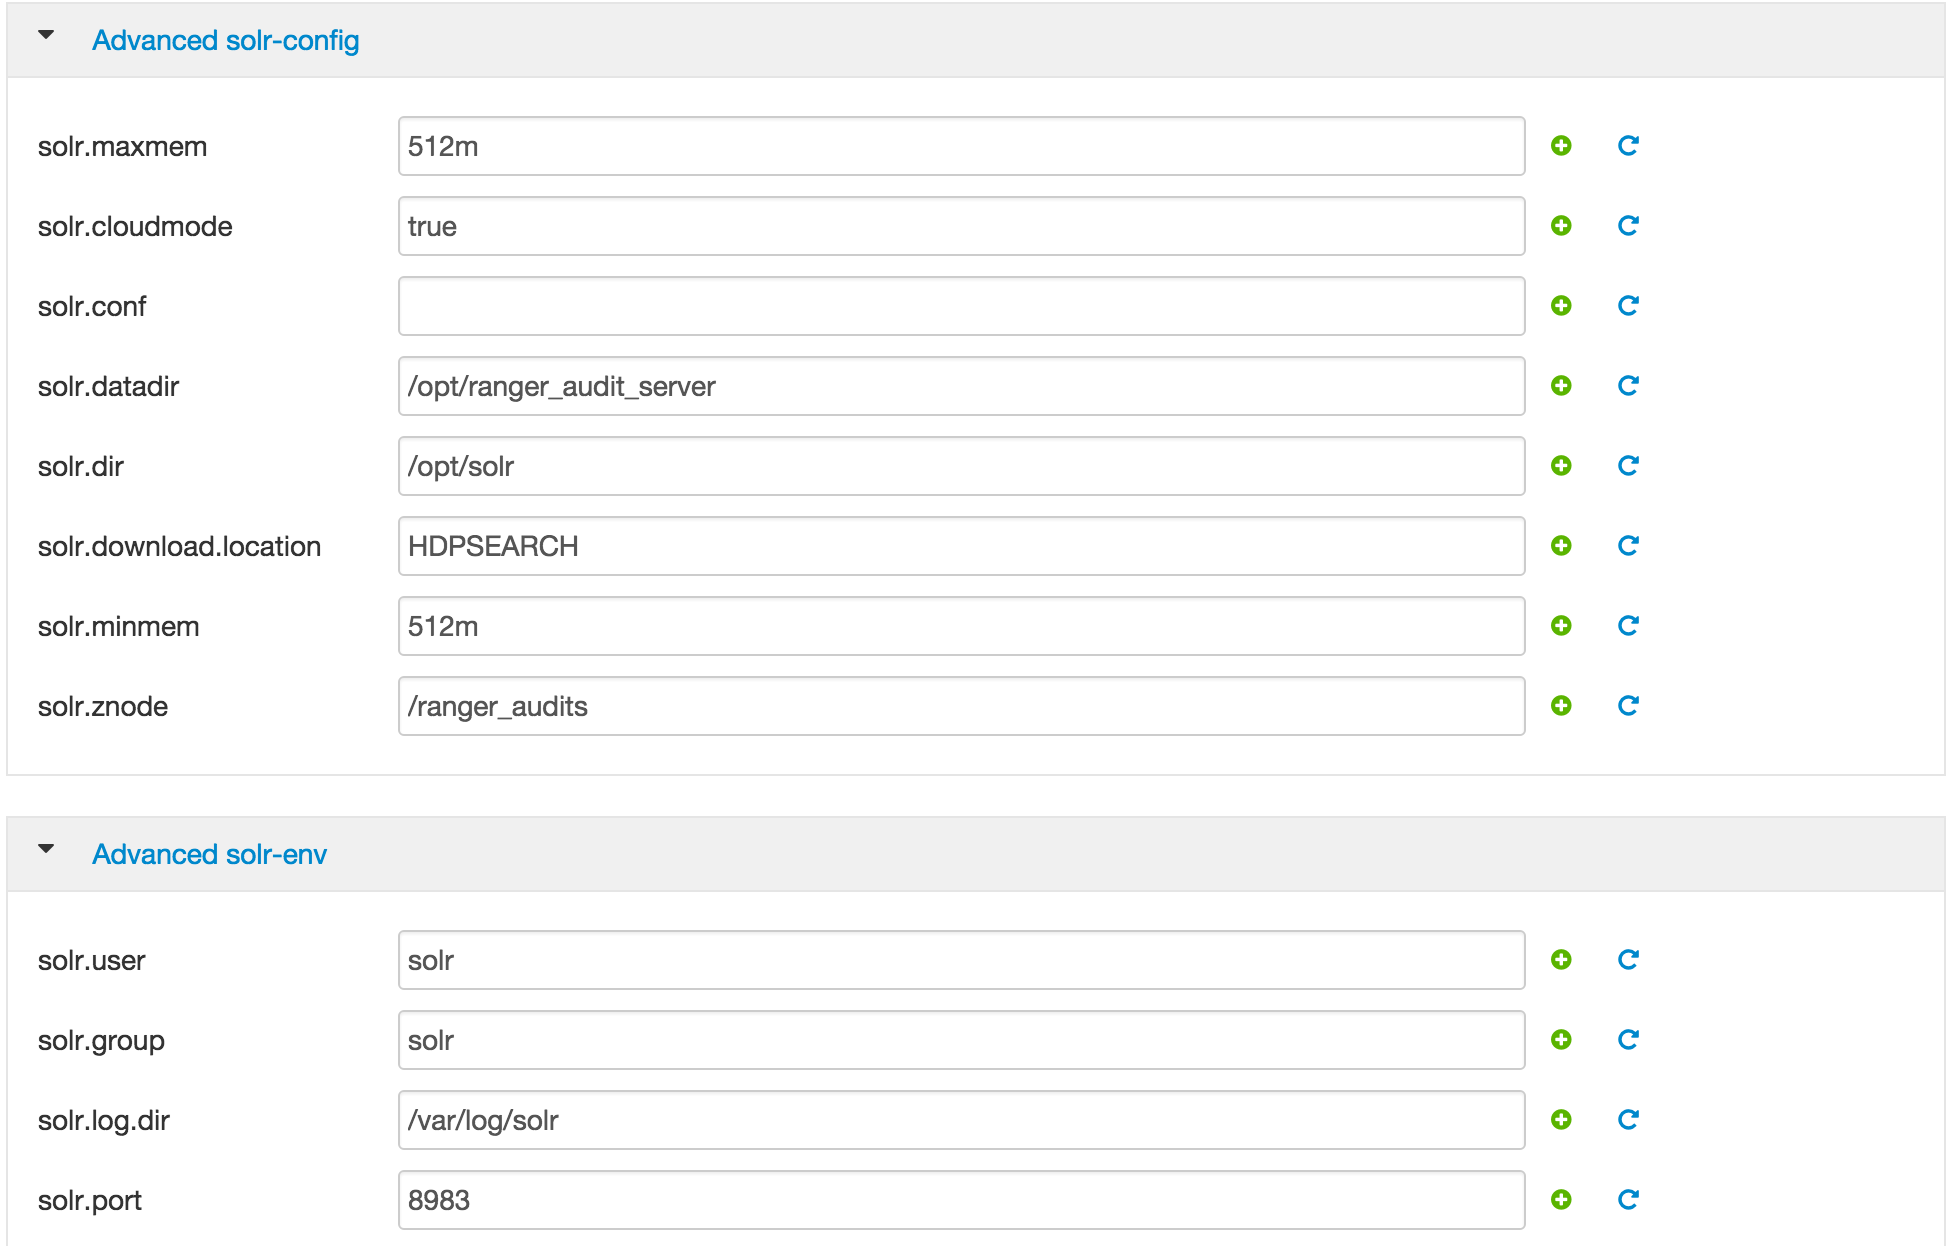 Advanced solr-config
solr.maxmem 512m
solr.cloudmode true
solr.conf
solr.datadir /opt/ranger_audit_server
solr.dir /opt/solr
solr.download.location HDPSEARCH
solr.minmem 512m
solr.znode /ranger_audits
Advanced solr-env
solr.user solr
solr.group solr
solr.log.dir /var/log/solr
solr.port 8983